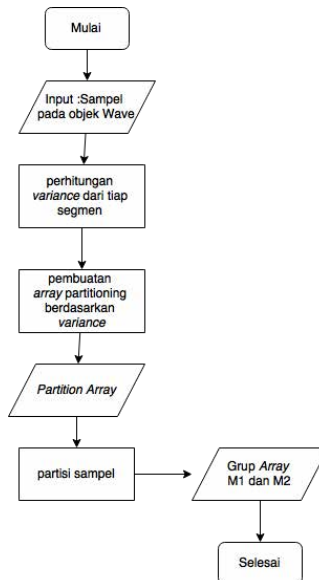 Mulai
Input :Sampel
pada objek Wave
perhitungan
variance dari tiap
segmen
pembuatan
array partitioning
berdasarkan
variance
Partition Array
partisi sampel
Grup Array
M1 dan M2
Selesai